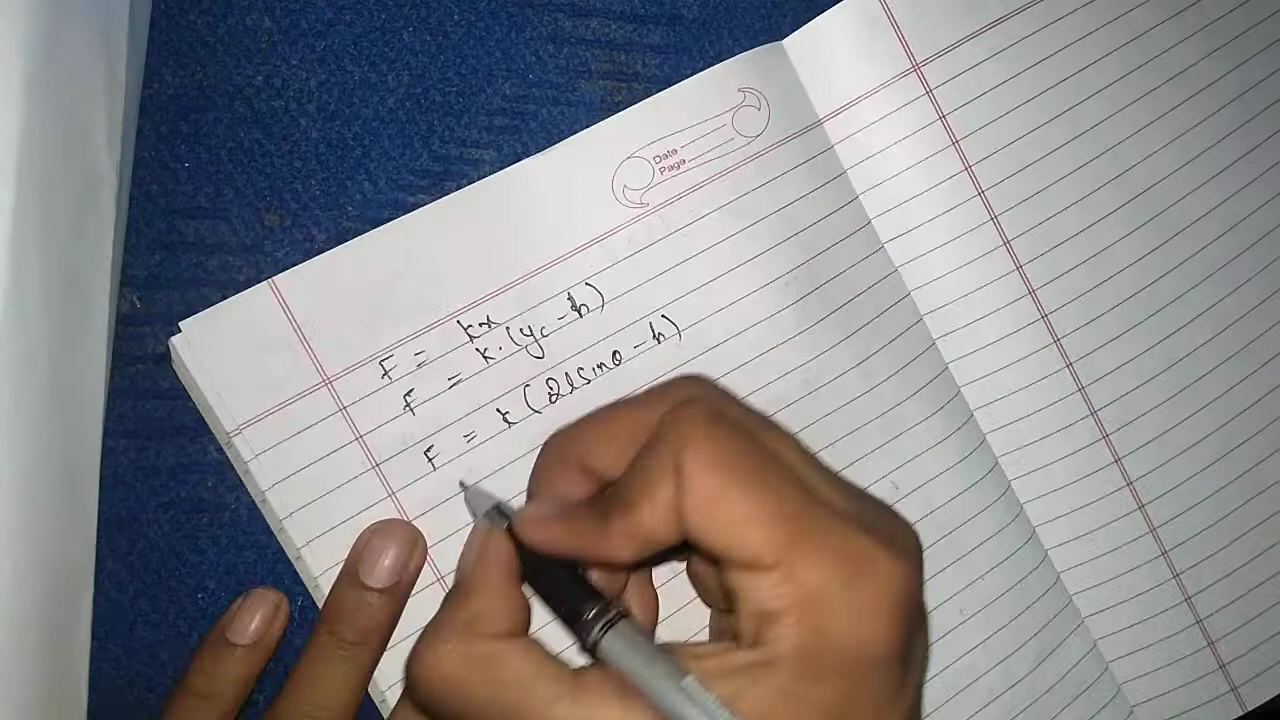 Date
Page
F = kx
F = k.(yc - h)
F = k(2lsinθ - h)